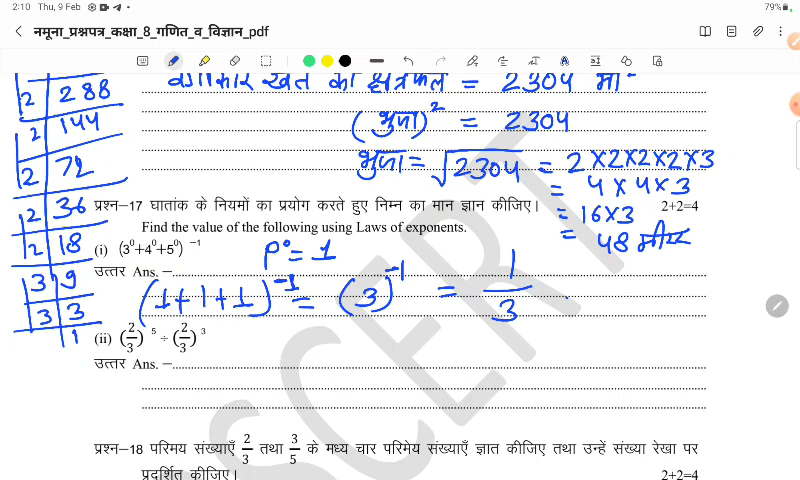 2:10 Thu, 9 Feb 79%
नमूना_प्रश्नपत्र_कक्षा_8_गणित_व_विज्ञान_pdf
2 288
2 144
2 72
2 36
2 18
3 9
3 3
1
खेत का क्षेत्रफल = 2304 मी²
(भुजा)² = 2304
भुजा = √2304 = 2×2×2×2×3
= 4×4×3
= 16×3
= 48 मीटर
प्रश्न–17 घातांक के नियमों का प्रयोग करते हुए निम्न का मान ज्ञान कीजिए। 2+2=4
Find the value of the following using Laws of exponents.
(i) (3⁰+4⁰+5⁰)⁻¹
P⁰ = 1
उत्तर Ans. –
(1+1+1)⁻¹ = (3)⁻¹ = 1/3
(ii) (2/3)⁵ ÷ (2/3)³
उत्तर Ans. –
प्रश्न–18 परिमय संख्याएँ 2/3 तथा 3/5 के मध्य चार परिमेय संख्याएँ ज्ञात कीजिए तथा उन्हें संख्या रेखा पर
प्रदर्शित कीजिए। 2+2=4
SCERT